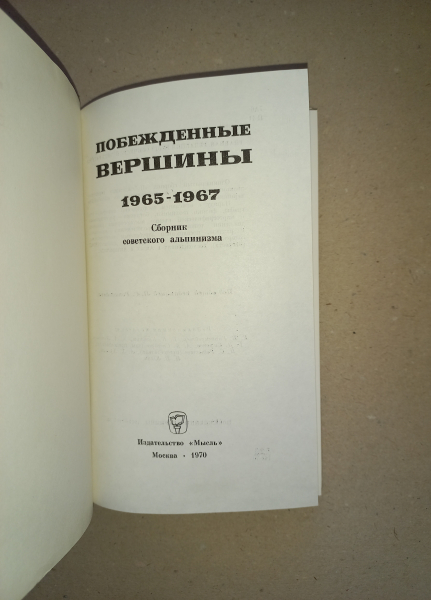 ПОБЕЖДЕННЫЕ
ВЕРШИНЫ
1965-1967
Сборник
советского альпинизма
Издательство «Мысль»
Москва · 1970